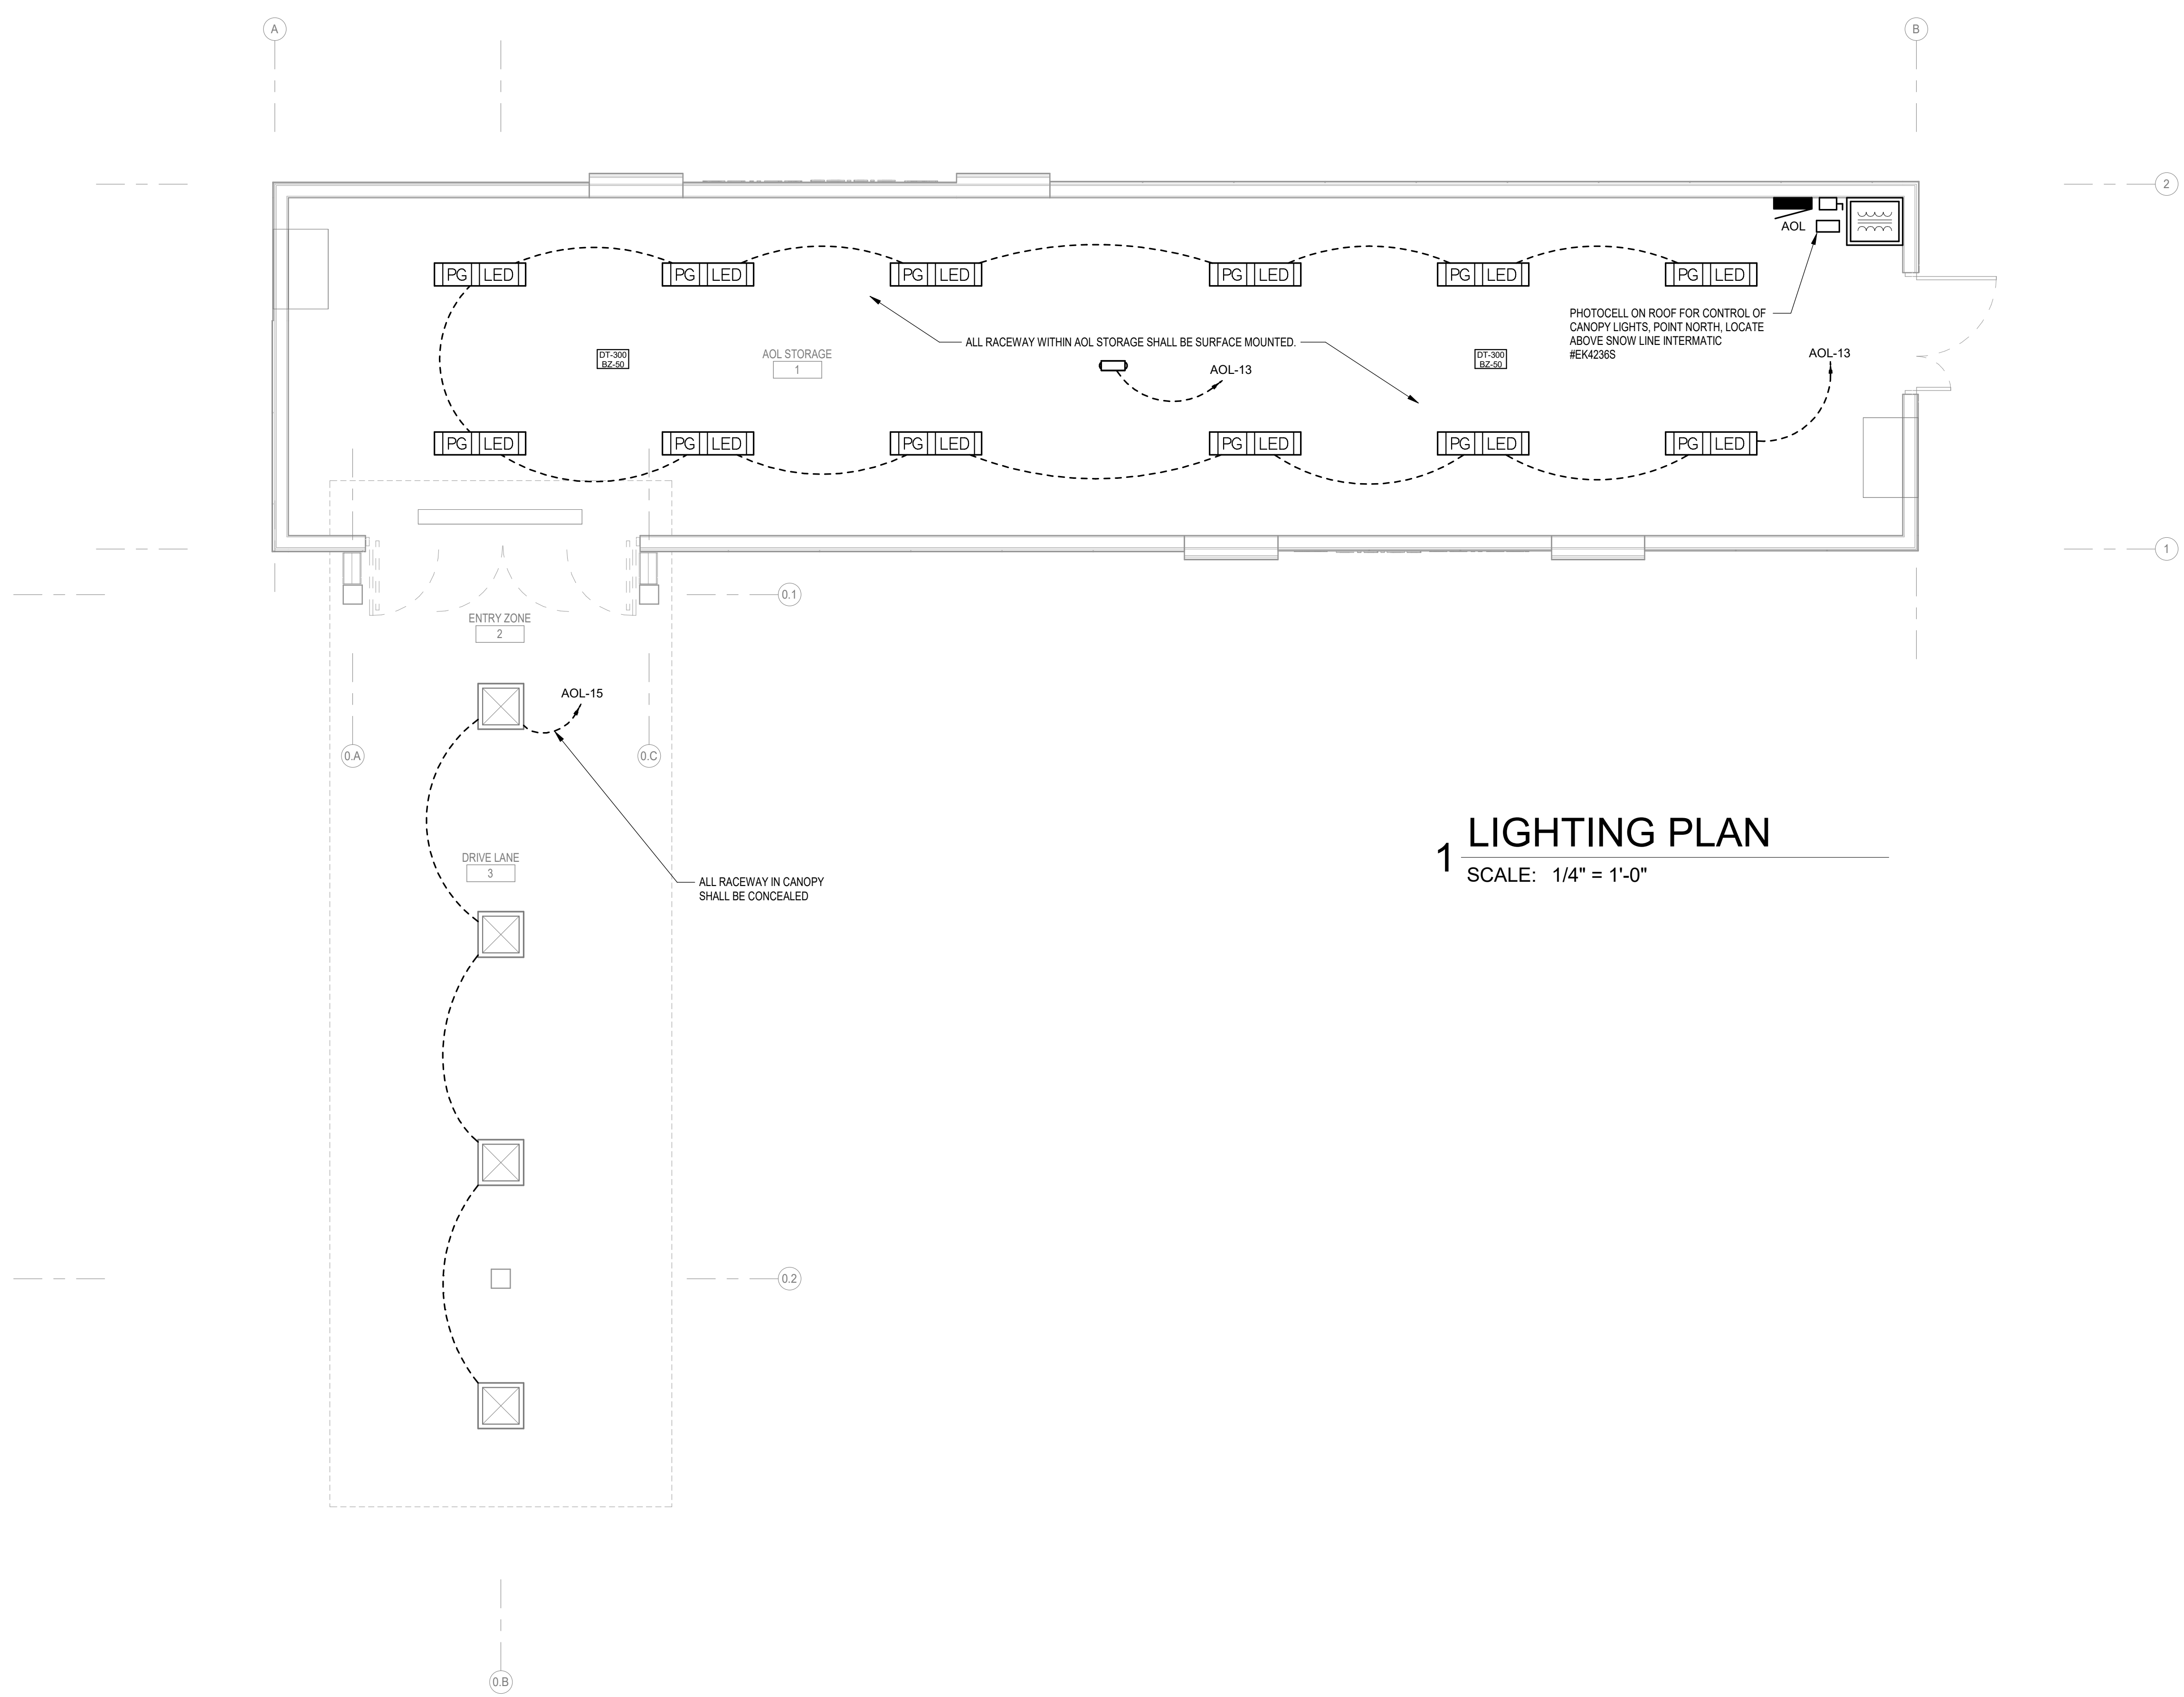 A
B
2
AOL
PG LED
PG LED
PG LED
PG LED
PG LED
PG LED
PHOTOCELL ON ROOF FOR CONTROL OF
CANOPY LIGHTS, POINT NORTH, LOCATE
ABOVE SNOW LINE INTERMATIC
#EK4236S
ALL RACEWAY WITHIN AOL STORAGE SHALL BE SURFACE MOUNTED.
DT-300
BZ-50
AOL STORAGE
1
AOL-13
DT-300
BZ-50
AOL-13
PG LED
PG LED
PG LED
PG LED
PG LED
PG LED
1
0.1
ENTRY ZONE
2
AOL-15
0.A
0.C
DRIVE LANE
3
ALL RACEWAY IN CANOPY
SHALL BE CONCEALED
1
LIGHTING PLAN
SCALE: 1/4" = 1'-0"
0.2
0.B